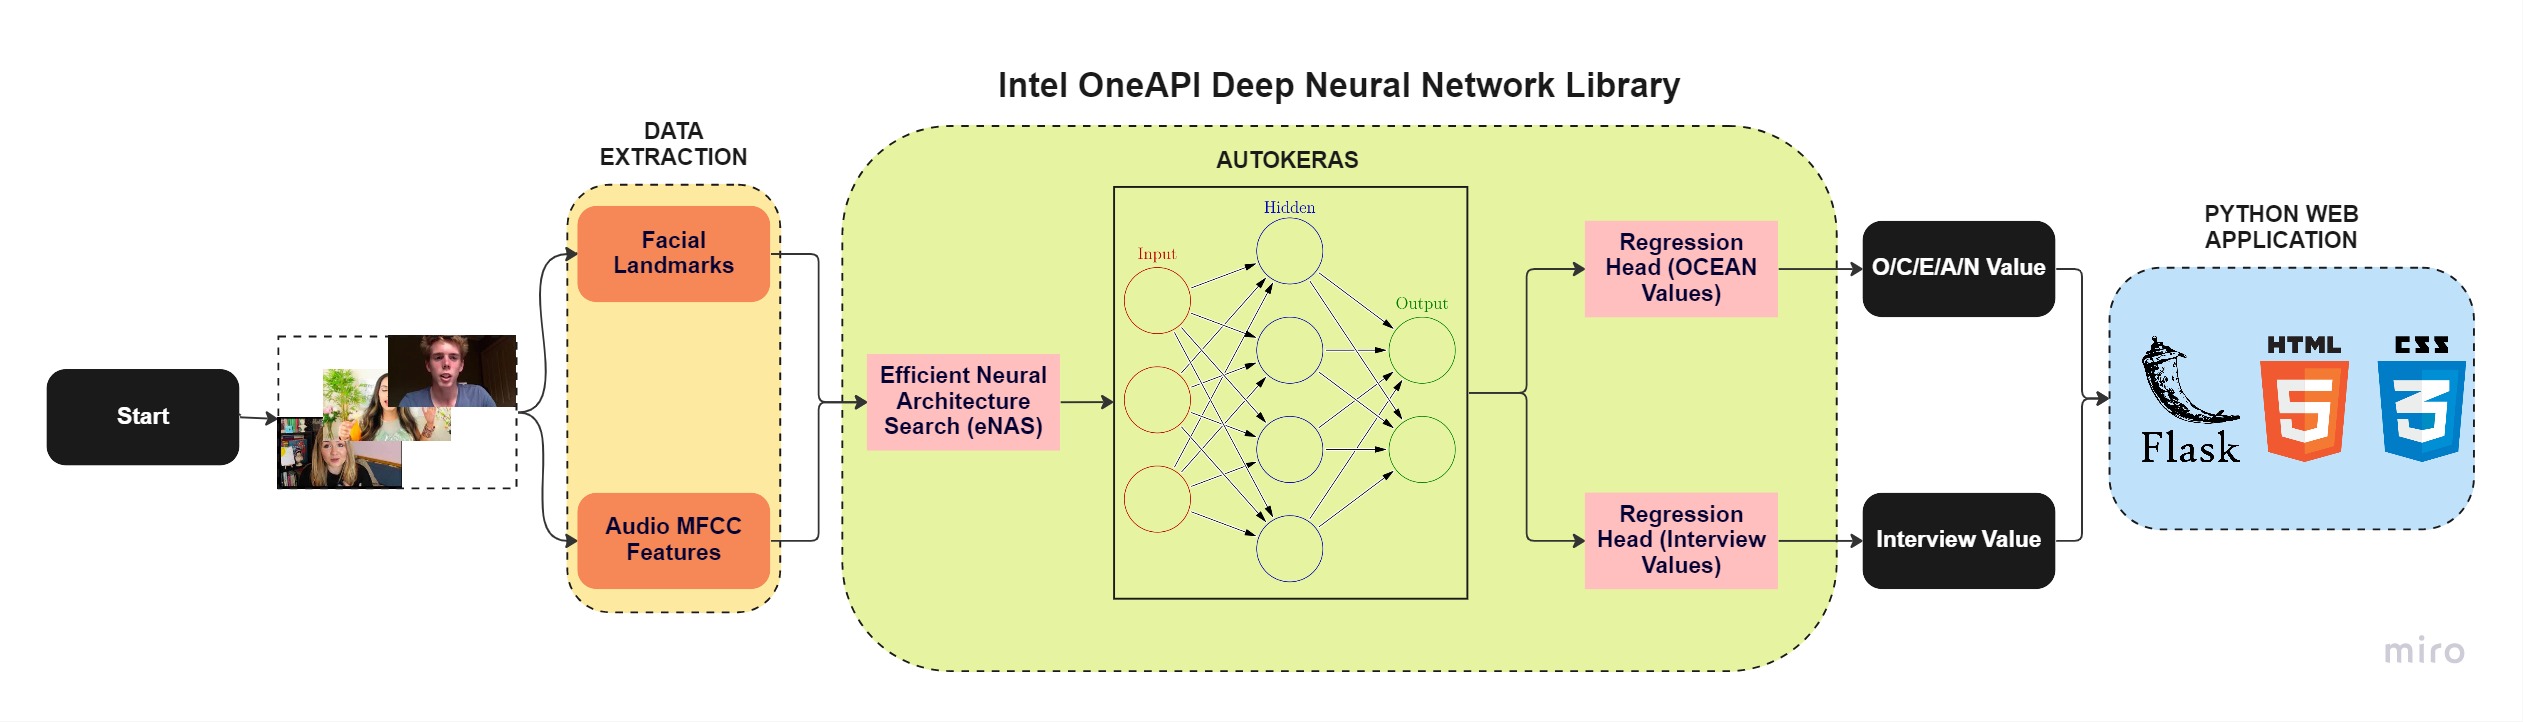 Intel OneAPI Deep Neural Network Library
DATA
EXTRACTION
AUTOKERAS
PYTHON WEB
APPLICATION
Start
Facial
Landmarks
Audio MFCC
Features
Efficient Neural
Architecture
Search (eNAS)
Input
Hidden
Output
Regression
Head (OCEAN
Values)
Regression
Head (Interview
Values)
O/C/E/A/N Value
Interview Value
Flask
HTML
5
CSS
3
miro